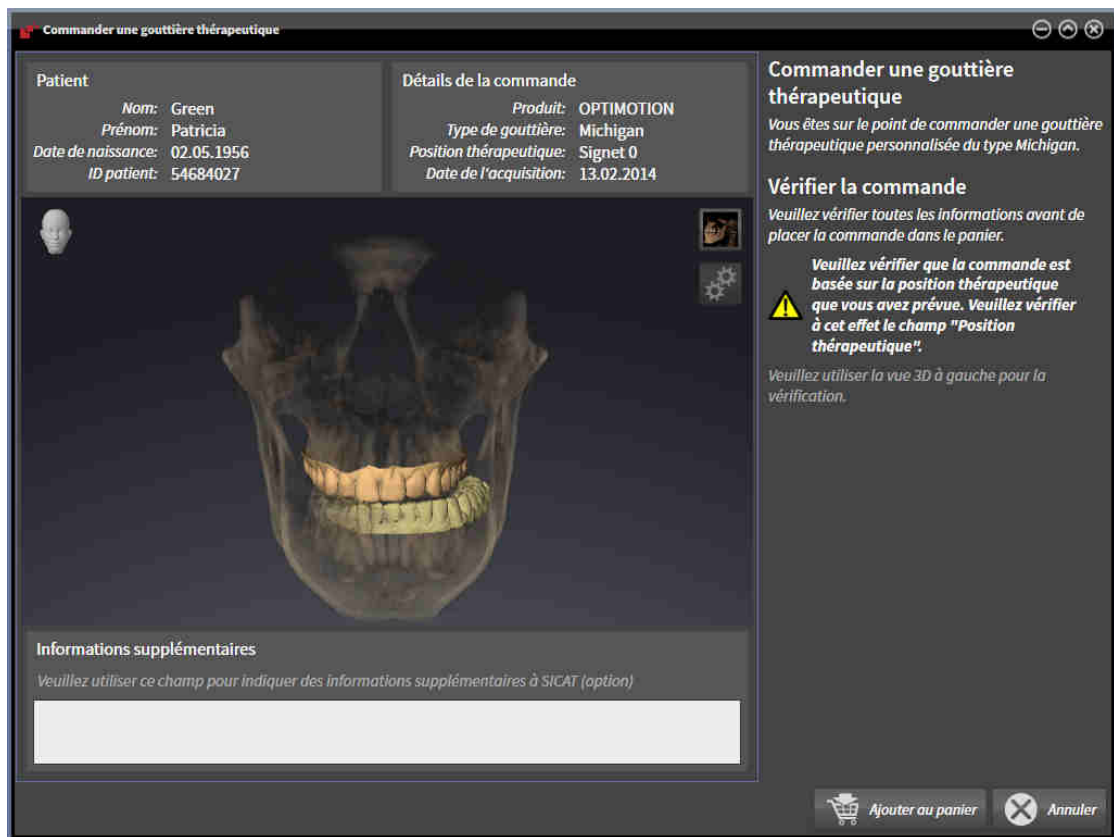 Commander une gouttière thérapeutique
Patient
Nom: Green
Prénom: Patricia
Date de naissance: 02.05.1956
ID patient: 54684027
Détails de la commande
Produit: OPTIMOTION
Type de gouttière: Michigan
Position thérapeutique: Signet 0
Date de l'acquisition: 13.02.2014
Informations supplémentaires
Veuillez utiliser ce champ pour indiquer des informations supplémentaires à SICAT (option)
Commander une gouttière
thérapeutique
Vous êtes sur le point de commander une gouttière
thérapeutique personnalisée du type Michigan.
Vérifier la commande
Veuillez vérifier toutes les informations avant de
placer la commande dans le panier.
Veuillez vérifier que la commande est
basée sur la position thérapeutique
que vous avez prévue. Veuillez vérifier
à cet effet le champ "Position
thérapeutique".
Veuillez utiliser la vue 3D à gauche pour la
vérification.
Ajouter au panier
Annuler